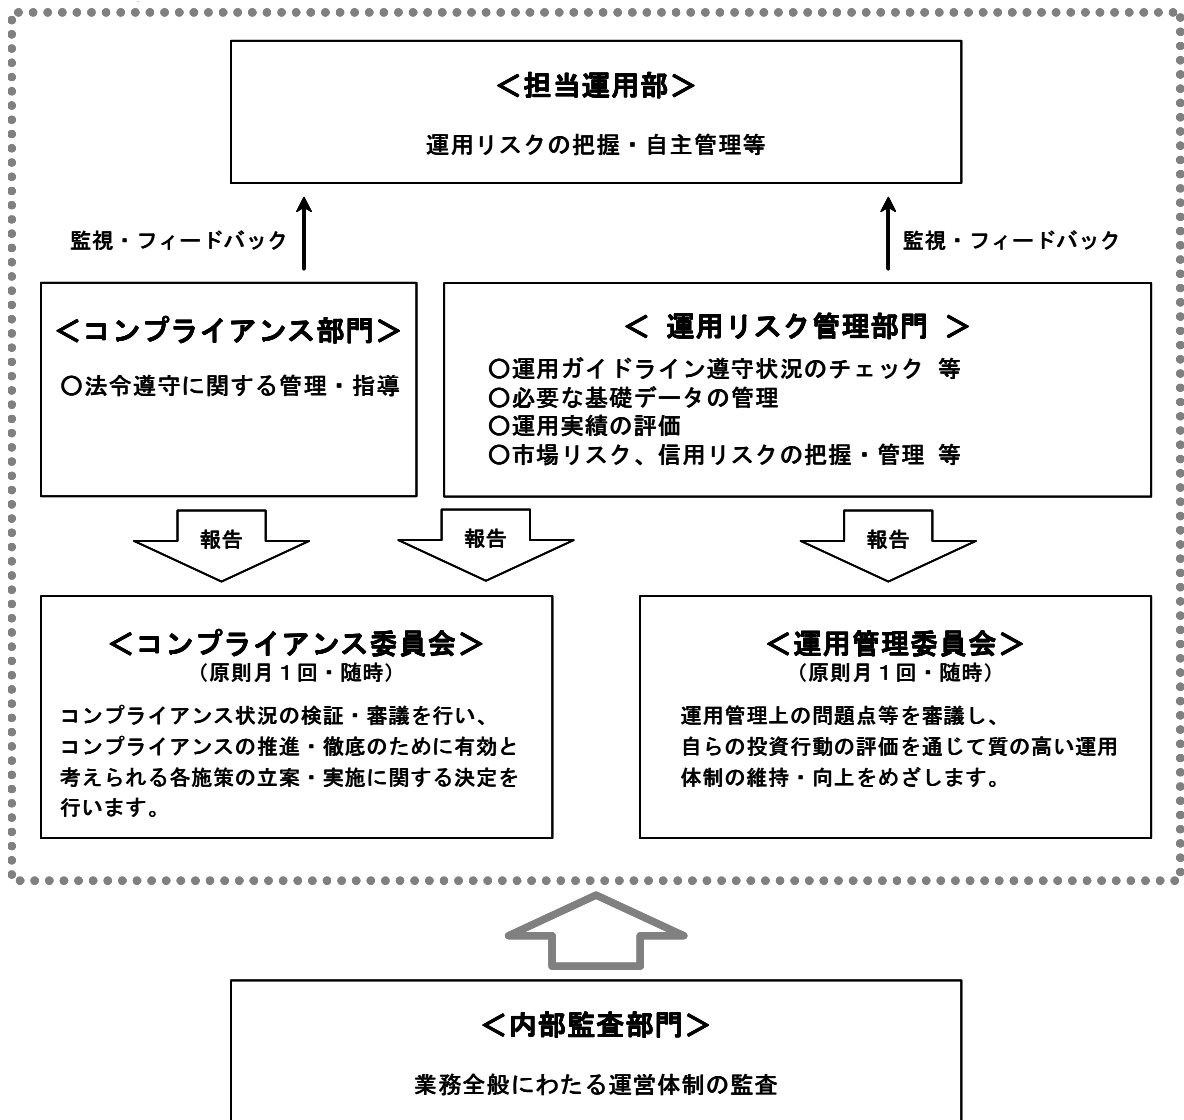 ＜担当運用部＞
運用リスクの把握・自主管理等
監視・フィードバック
監視・フィードバック
＜コンプライアンス部門＞
○法令遵守に関する管理・指導
＜ 運用リスク管理部門 ＞
○運用ガイドライン遵守状況のチェック 等
○必要な基礎データの管理
○運用実績の評価
○市場リスク、信用リスクの把握・管理 等
報告
報告
報告
＜コンプライアンス委員会＞
（原則月１回・随時）
コンプライアンス状況の検証・審議を行い、
コンプライアンスの推進・徹底のために有効と
考えられる各施策の立案・実施に関する決定を
行います。
＜運用管理委員会＞
（原則月１回・随時）
運用管理上の問題点等を審議し、
自らの投資行動の評価を通じて質の高い運用
体制の維持・向上をめざします。
＜内部監査部門＞
業務全般にわたる運営体制の監査